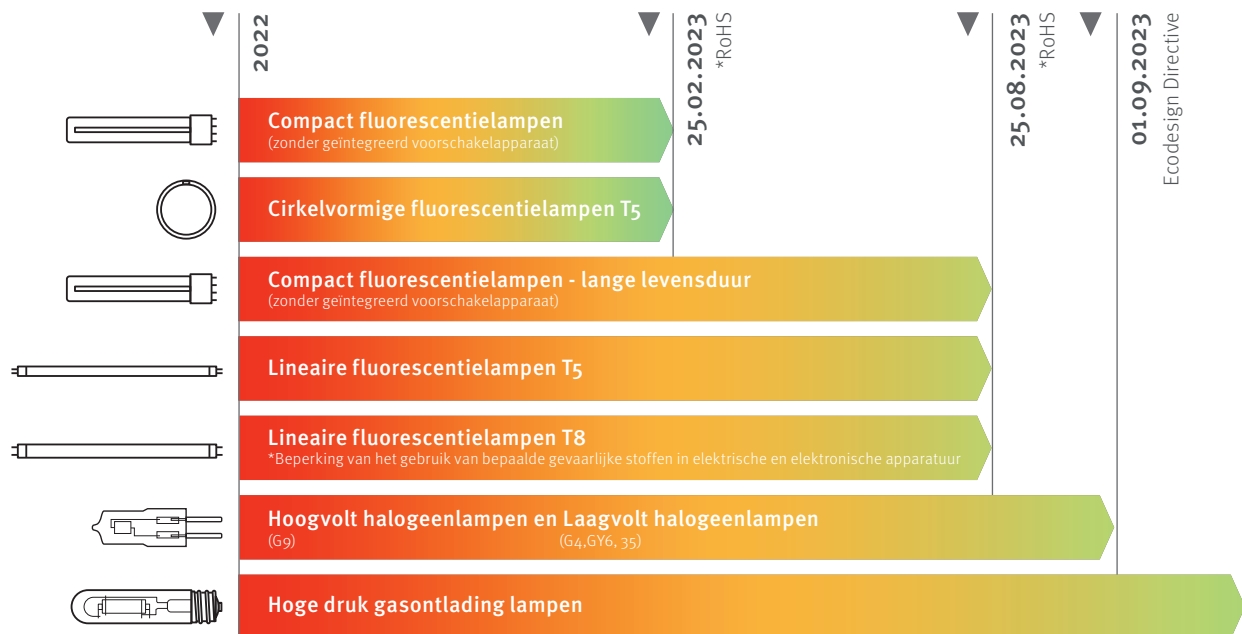 2022
25.02.2023
*RoHS
25.08.2023
*RoHS
01.09.2023
Ecodesign Directive
Compact fluorescentielampen
(zonder geïntegreerd voorschakelapparaat)
Cirkelvormige fluorescentielampen T5
Compact fluorescentielampen - lange levensduur
(zonder geïntegreerd voorschakelapparaat)
Lineaire fluorescentielampen T5
Lineaire fluorescentielampen T8
*Beperking van het gebruik van bepaalde gevaarlijke stoffen in elektrische en elektronische apparatuur
Hoogvolt halogeenlampen en Laagvolt halogeenlampen
(G9) (G4,GY6, 35)
Hoge druk gasontlading lampen